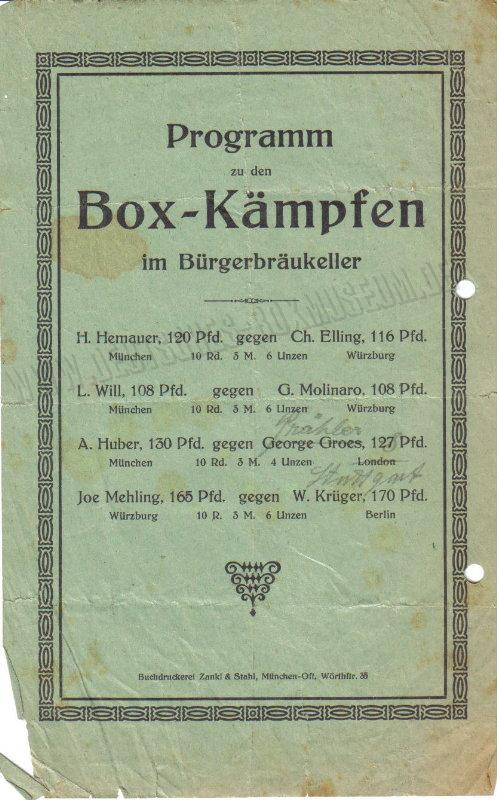 Programm
zu den
Box-Kämpfen
im Bürgerbräukeller
H. Hemauer, 120 Pfd. gegen Ch. Elling, 116 Pfd.
München 10 Rd. 3 M. 6 Unzen Würzburg
L. Will, 108 Pfd. gegen G. Molinaro, 108 Pfd.
München 10 Rd. 3 M. 6 Unzen Würzburg
Krähler
A. Huber, 130 Pfd. gegen George Groes, 127 Pfd.
München 10 Rd. 3 M. 4 Unzen London
Stuttgart
Joe Mehling, 165 Pfd. gegen W. Krüger, 170 Pfd.
Würzburg 10 R. 3 M. 6 Unzen Berlin
Buchdruckerei Zankl & Stahl, München-Ost, Wörthstr. 35